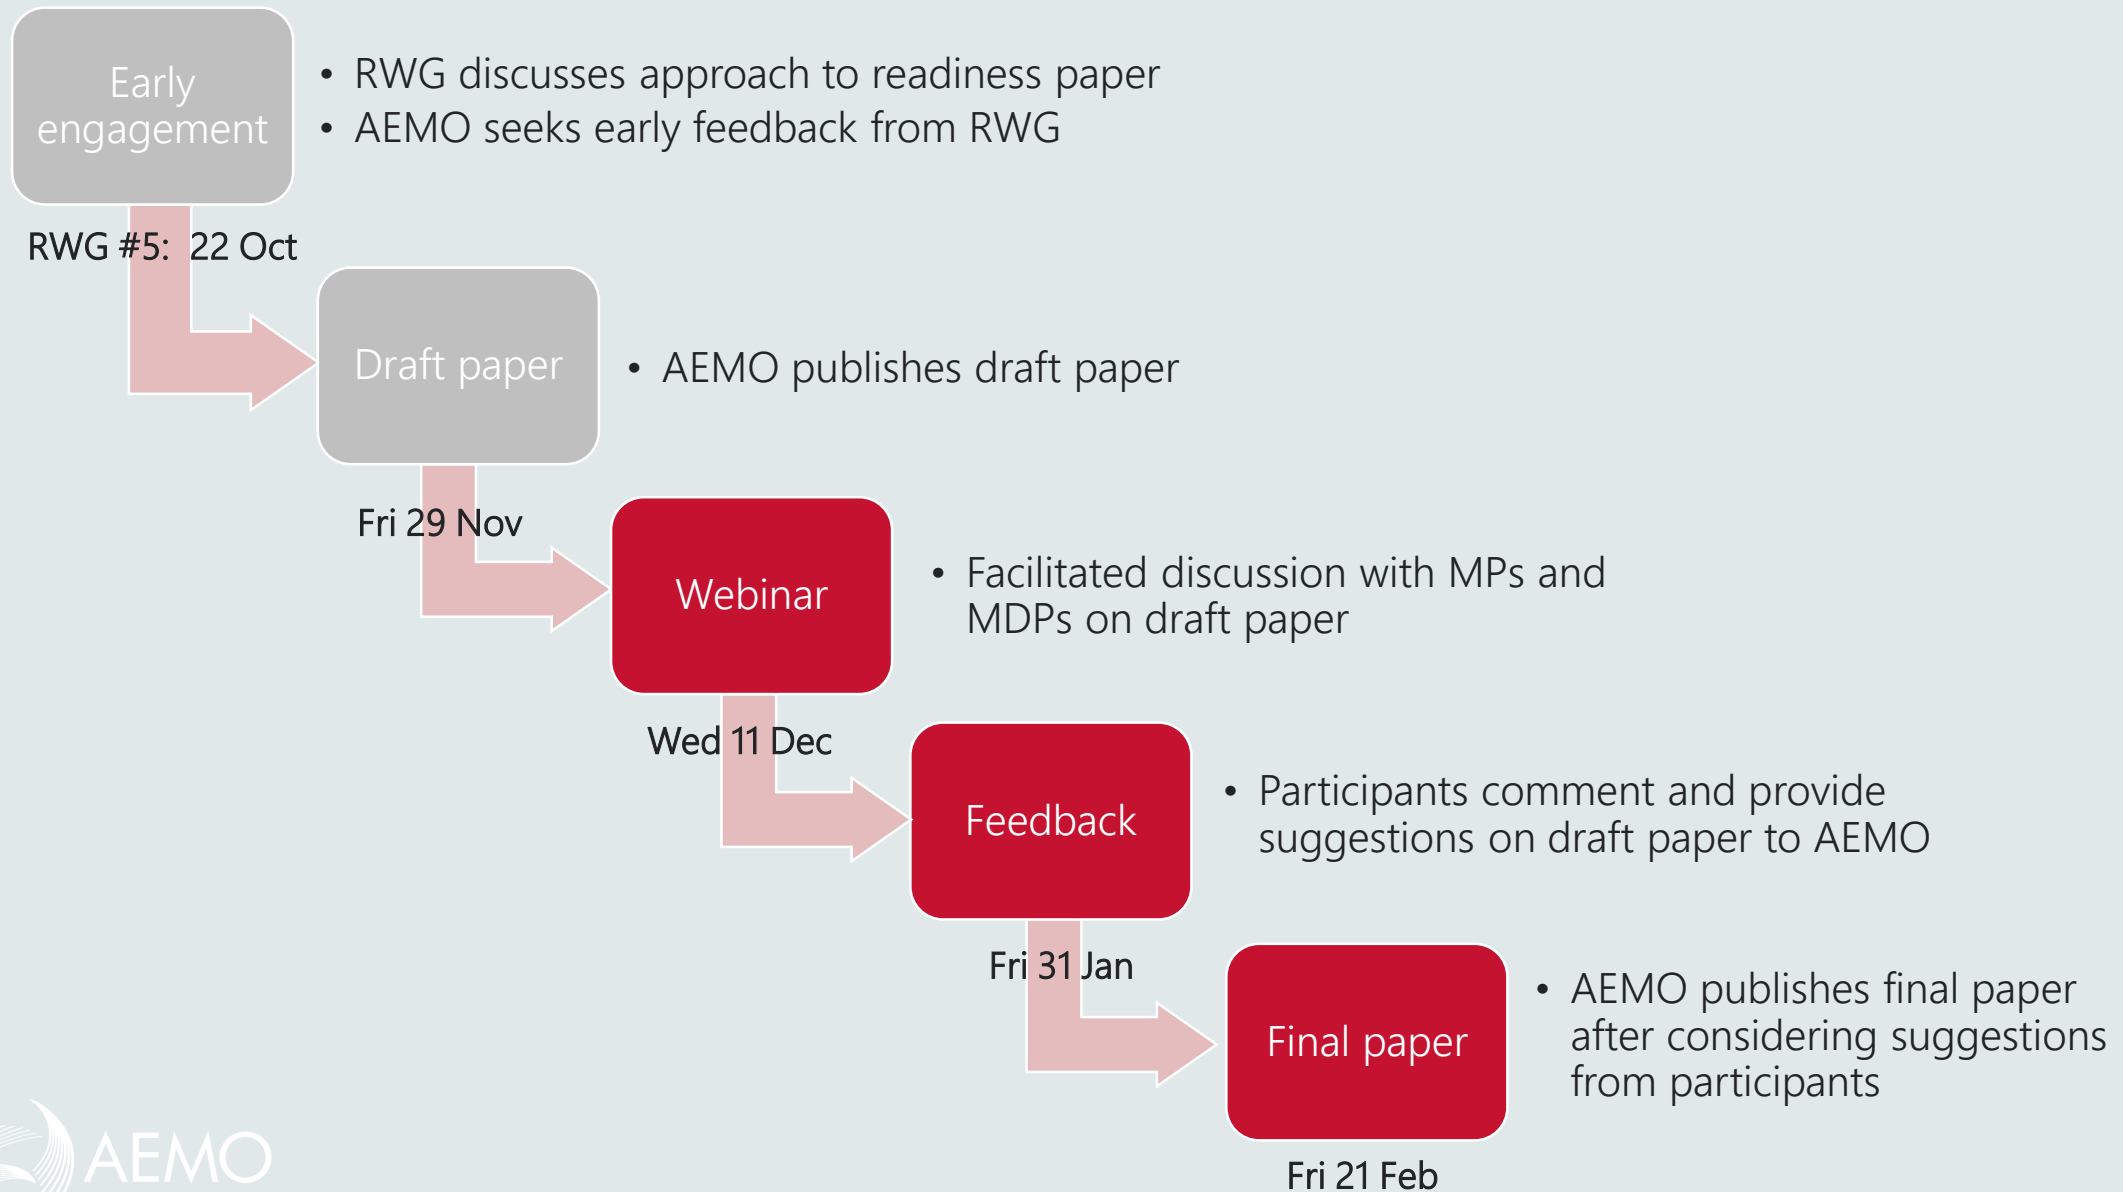 Early
engagement
• RWG discusses approach to readiness paper
• AEMO seeks early feedback from RWG
RWG #5:  22 Oct
Draft paper
• AEMO publishes draft paper
Fri 29 Nov
Webinar
• Facilitated discussion with MPs and
MDPs on draft paper
Wed 11 Dec
Feedback
• Participants comment and provide
suggestions on draft paper to AEMO
Fri 31 Jan
Final paper
• AEMO publishes final paper
after considering suggestions
from participants
Fri 21 Feb
AEMO